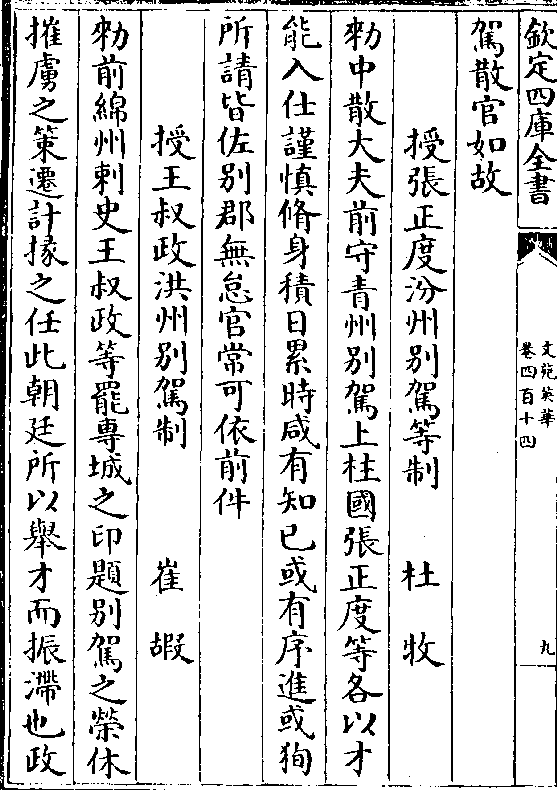 欽定四庫全書
文苑英華
卷四百十四
九
駕散官如故
授張正度汾州別駕等制 杜牧
勑中散大夫前守青州別駕上柱國張正度等各以才
能入仕謹慎脩身積日累時咸有知已或有序進或狥
所請皆佐別郡無怠官常可依前件
授王叔政洪州別駕制 崔嘏
勑前綿州剌史王叔政等罷專城之印題別駕之榮休
摧虜之策遷計掾之任此朝廷所以舉才而振滯也政